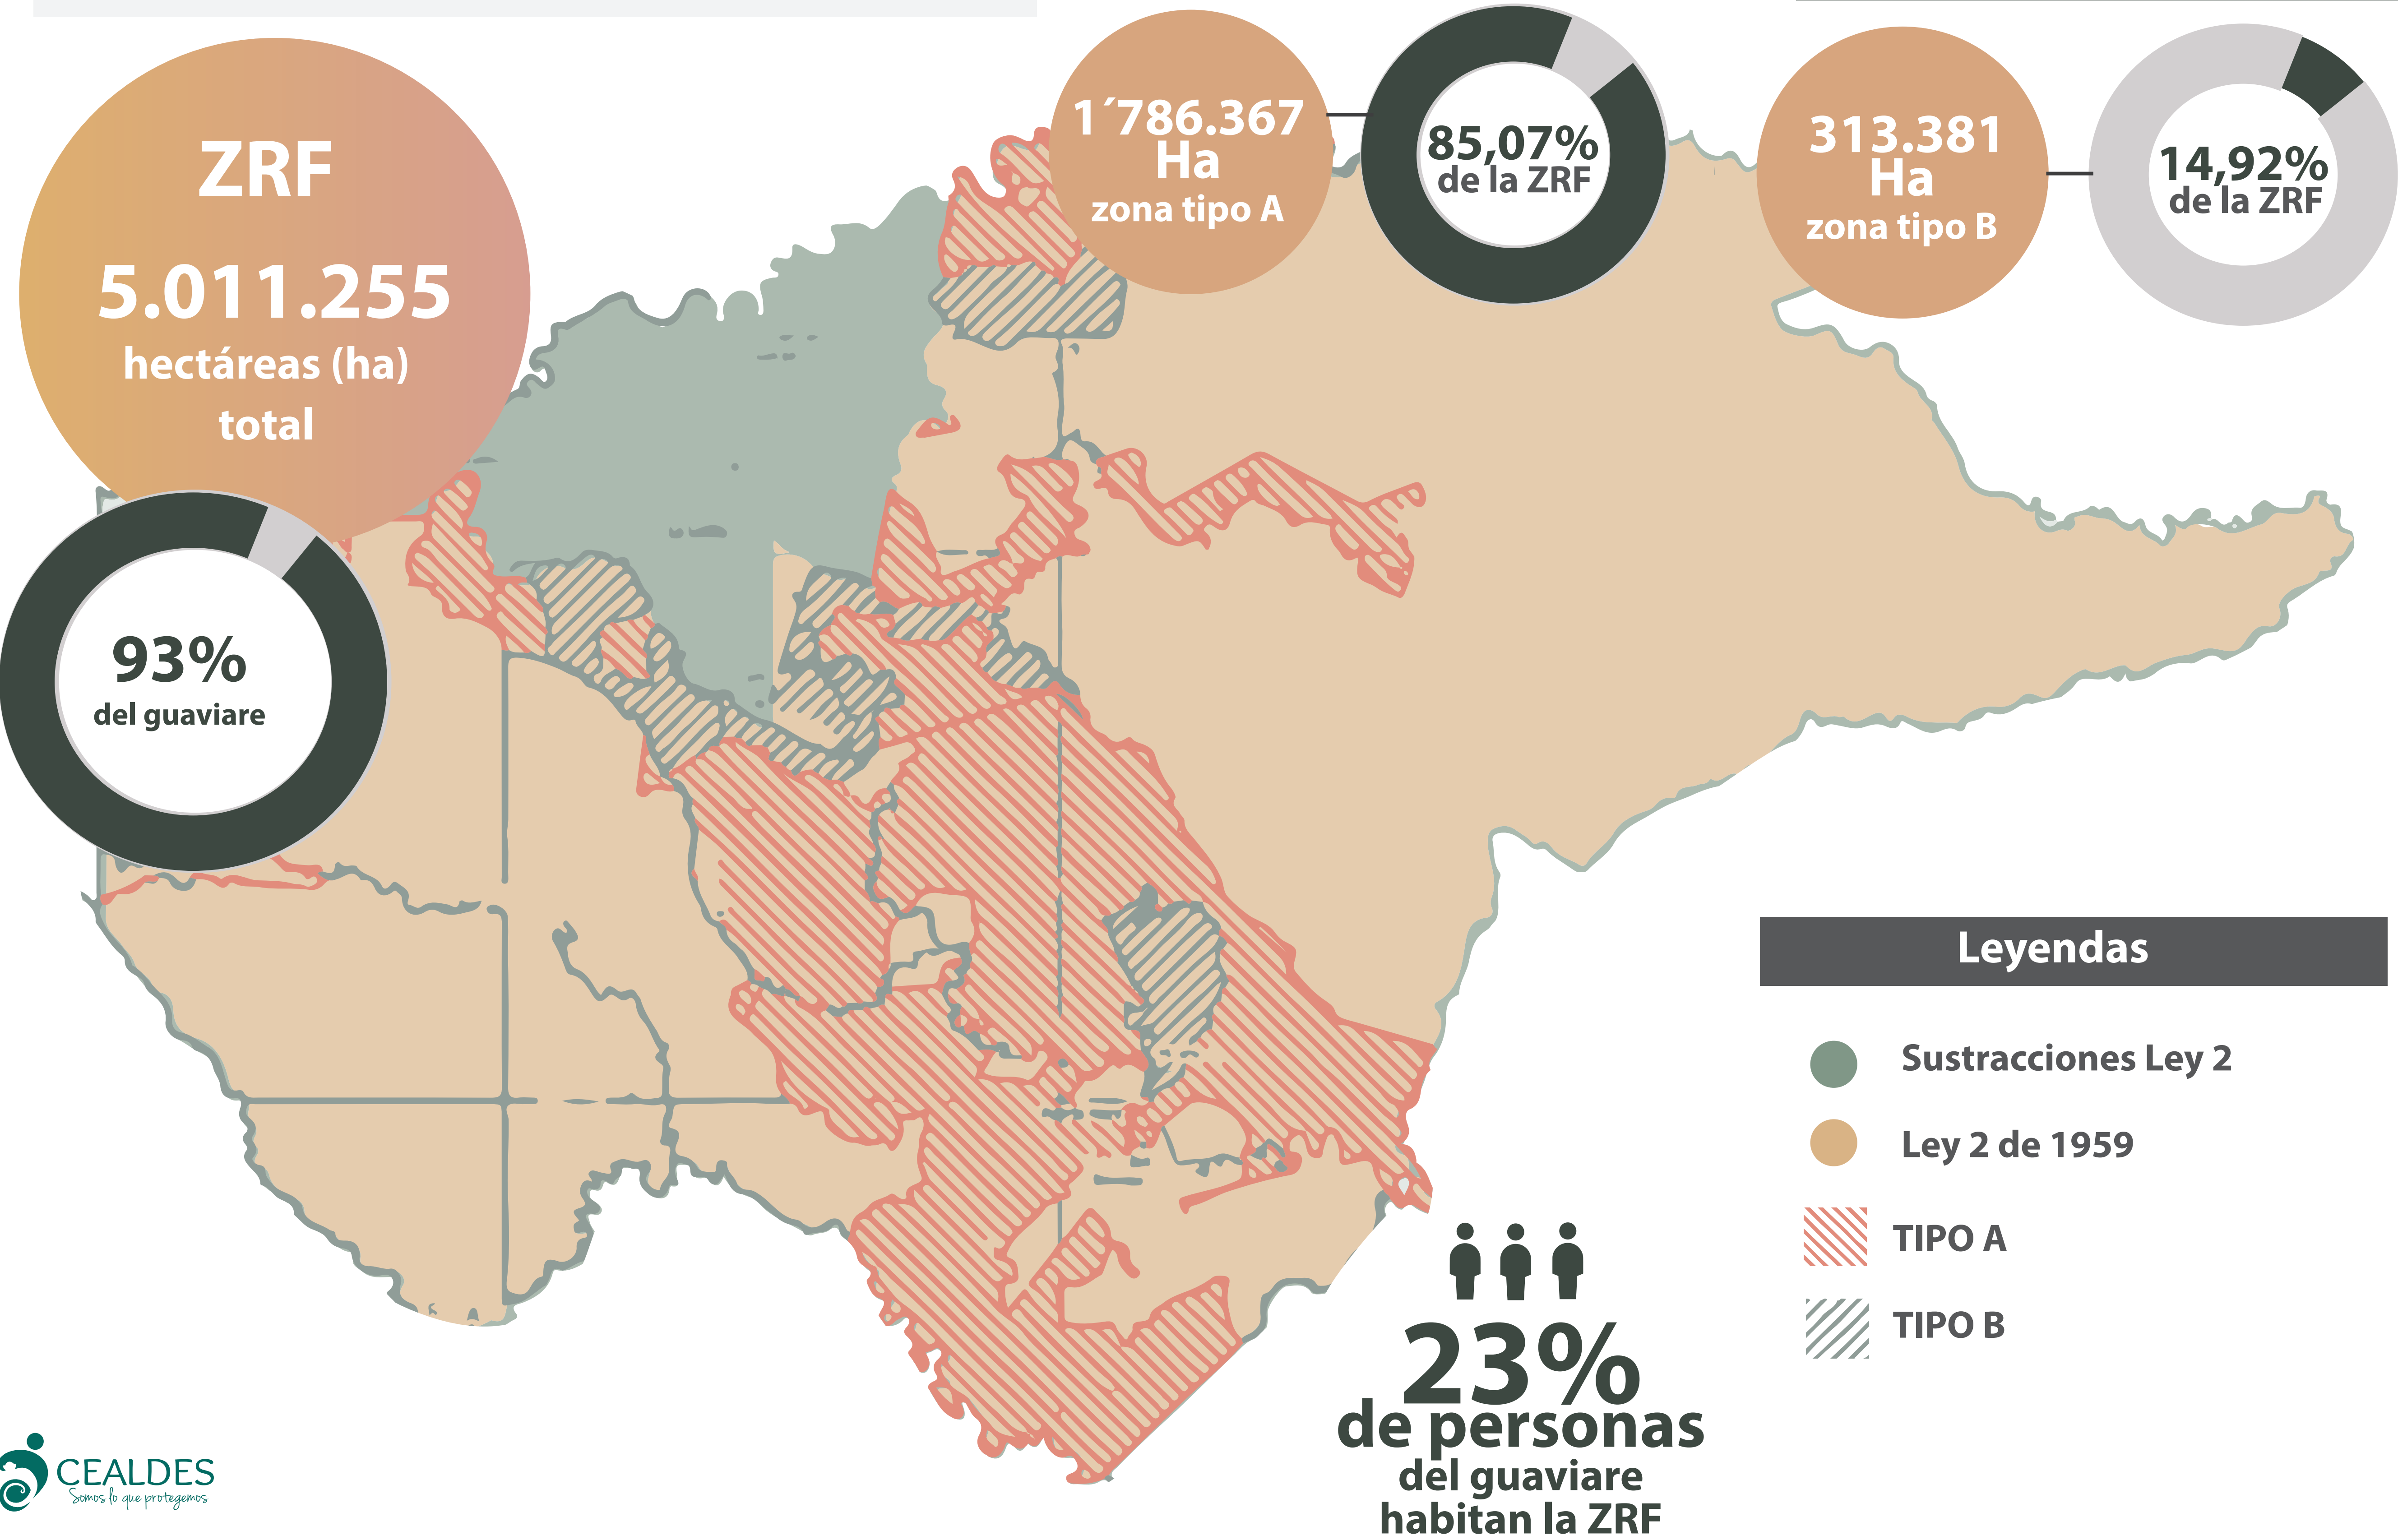 ZRF
5.011.255
hectáreas (ha)
total
93%
del guaviare
1´786.367
Ha
zona tipo A
85,07%
de la ZRF
313.381
Ha
zona tipo B
14,92%
de la ZRF
Leyendas
Sustracciones Ley 2
Ley 2 de 1959
TIPO A
TIPO B
23%
de personas
del guaviare
habitan la ZRF
CEALDES
Somos lo que protegemos